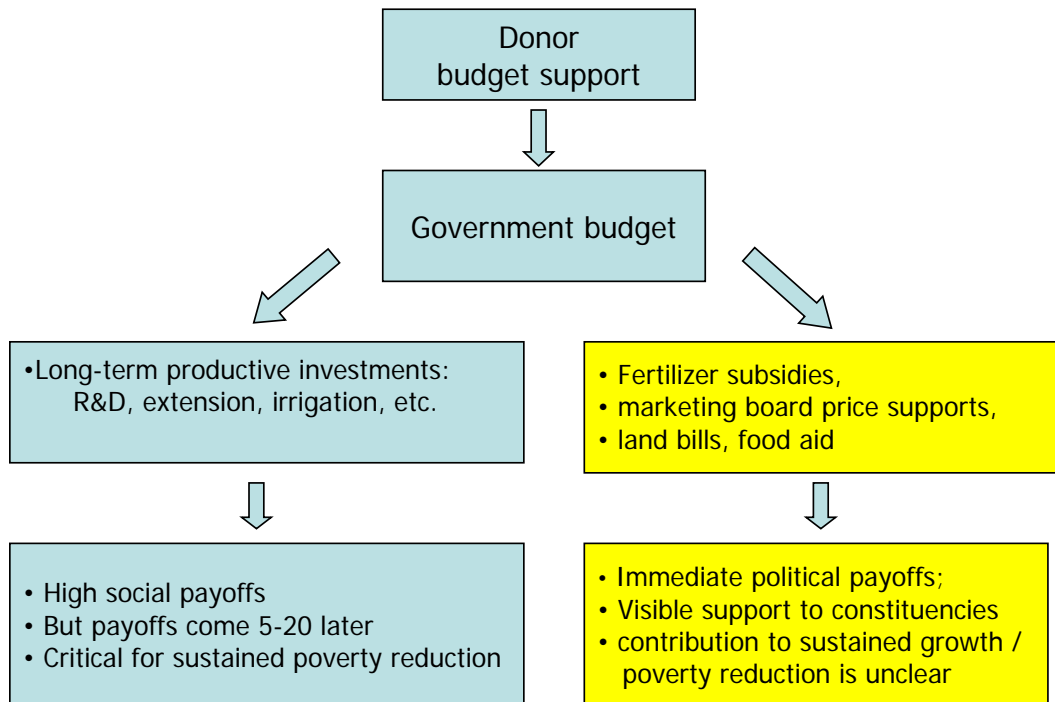 Donor
budget support
Government budget
•Long-term productive investments:
R&D, extension, irrigation, etc.
• Fertilizer subsidies,
• marketing board price supports,
• land bills, food aid
• High social payoffs
• But payoffs come 5-20 later
• Critical for sustained poverty reduction
• Immediate political payoffs;
• Visible support to constituencies
• contribution to sustained growth /
poverty reduction is unclear